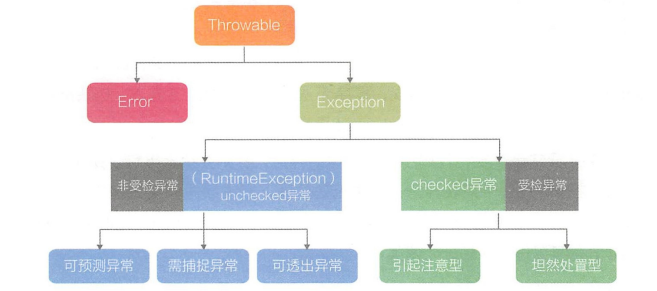 Throwable
Error
Exception
非受检异常
（RuntimeException）
unchecked异常
checked异常
受检异常
可预测异常
需捕捉异常
可透出异常
引起注意型
坦然处置型